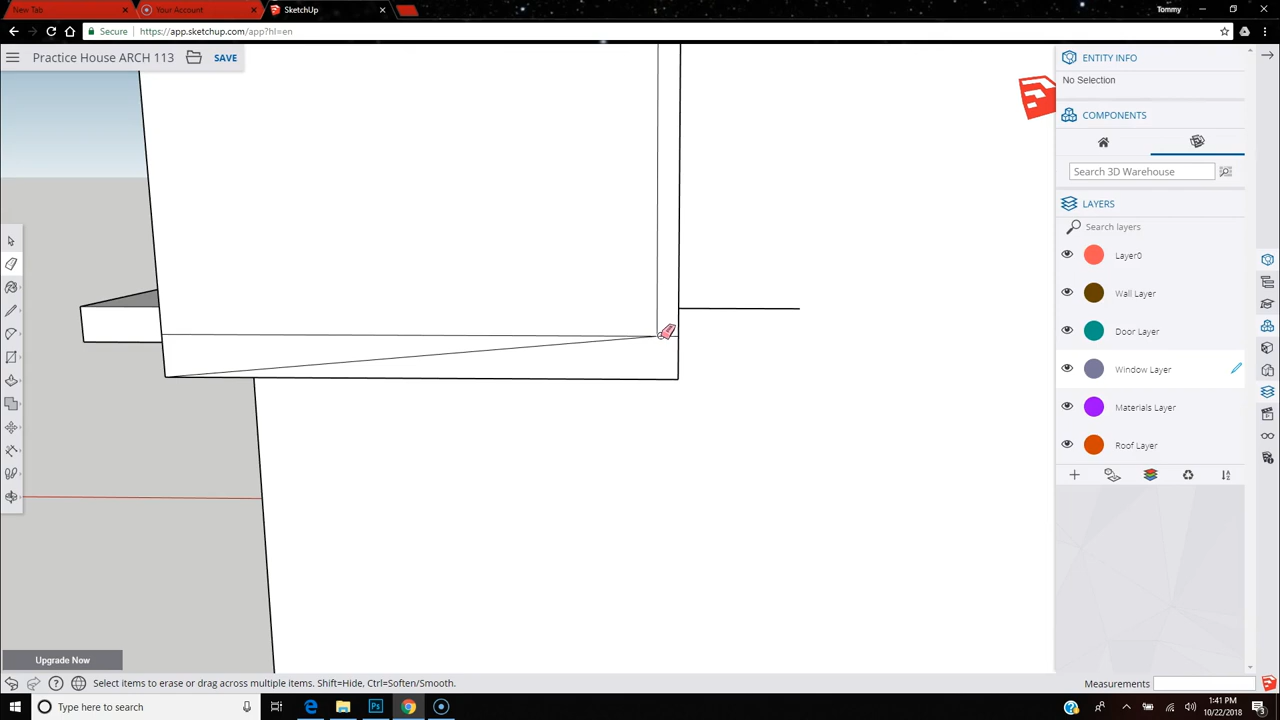 New Tab
Your Account
SketchUp
Tommy
Secure
https://app.sketchup.com/app?hl=en
Practice House ARCH 113
SAVE
ENTITY INFO
No Selection
COMPONENTS
Search 3D Warehouse
LAYERS
Search layers
Layer0
Wall Layer
Door Layer
Window Layer
Materials Layer
Roof Layer
Upgrade Now
Select items to erase or drag across multiple items. Shift=Hide, Ctrl=Soften/Smooth.
Measurements
Type here to search
1:41 PM
10/22/2018